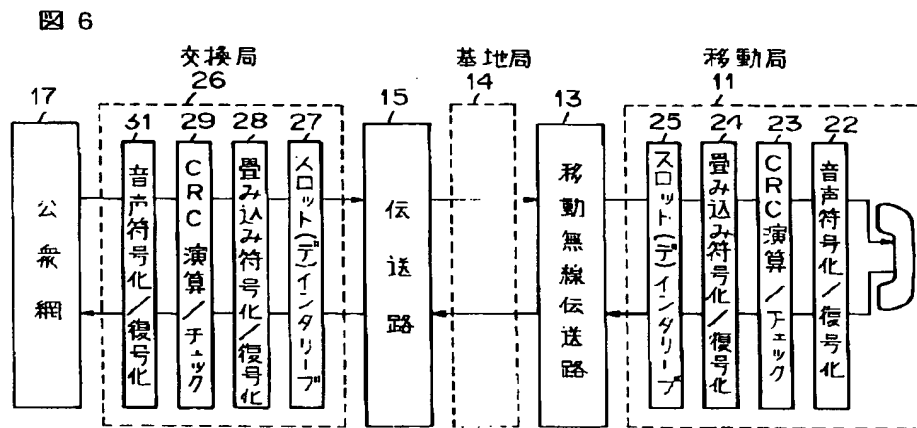 図 6
交換局
基地局
移動局
26
14
11
17
31
29
28
27
15
13
25
24
23
22
公衆網
音声符号化/復号化
CRC演算/チェック
畳み込み符号化/復号化
スロット(デ)インタリーブ
伝送路
移動無線伝送路
スロット(デ)インタリーブ
畳み込み符号化/復号化
CRC演算/チェック
音声符号化/復号化